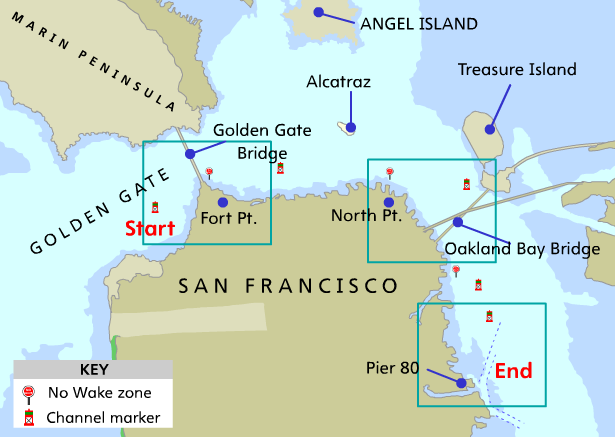 MARIN PENINSULA
ANGEL ISLAND
Alcatraz
Treasure Island
Golden Gate
Bridge
GOLDEN GATE
Start
Fort Pt.
North Pt.
Oakland Bay Bridge
SAN FRANCISCO
Pier 80
End
KEY
No Wake zone
Channel marker